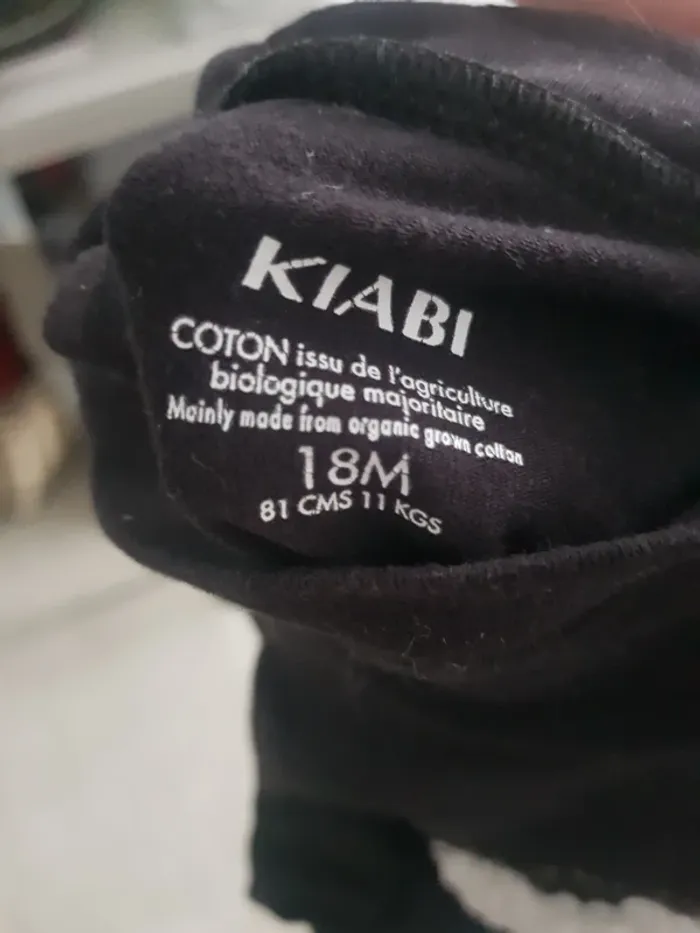 KIABI
COTON issu de l'agriculture
biologique majoritaire
Mainly made from organic grown cotton
18M
81 CMS 11 KGS